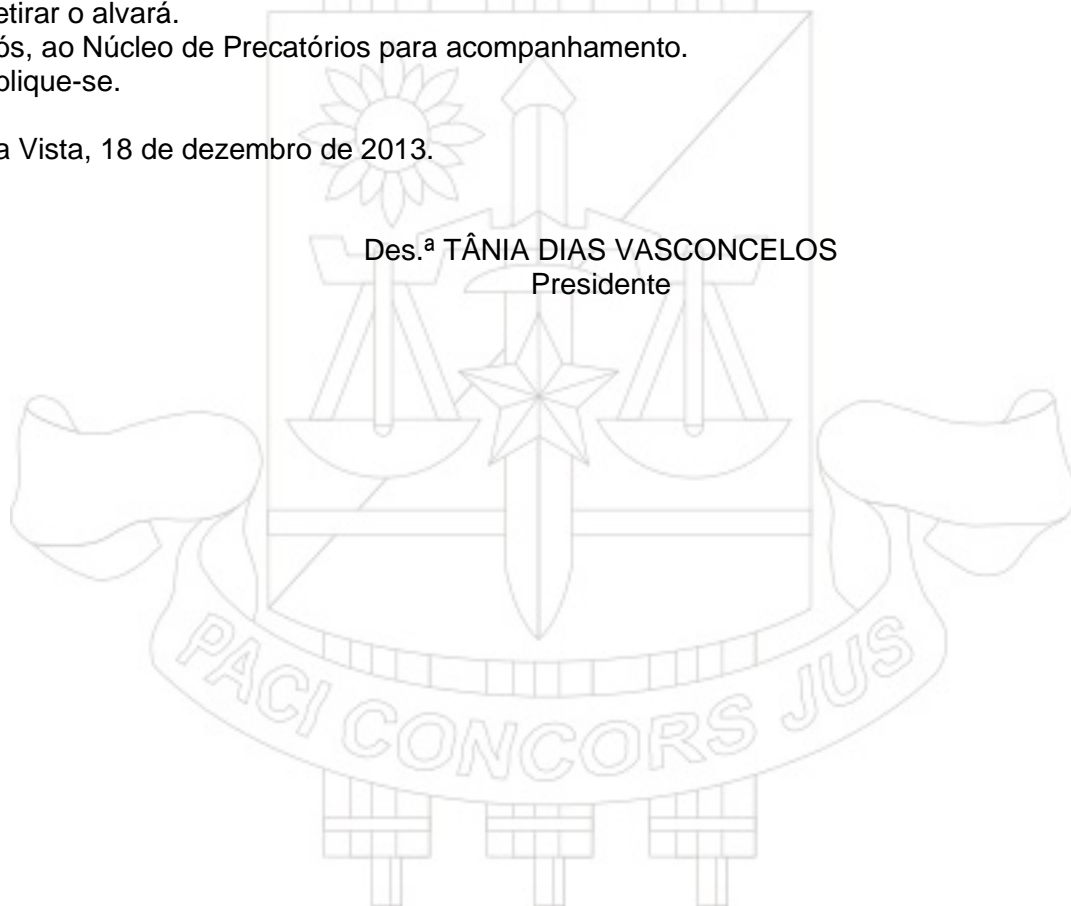 etirar o alvará.
ós, ao Núcleo de Precatórios para acompanhamento.
blique-se.
a Vista, 18 de dezembro de 2013.
Des.ª TÂNIA DIAS VASCONCELOS
Presidente
PACI CONCORS JUS